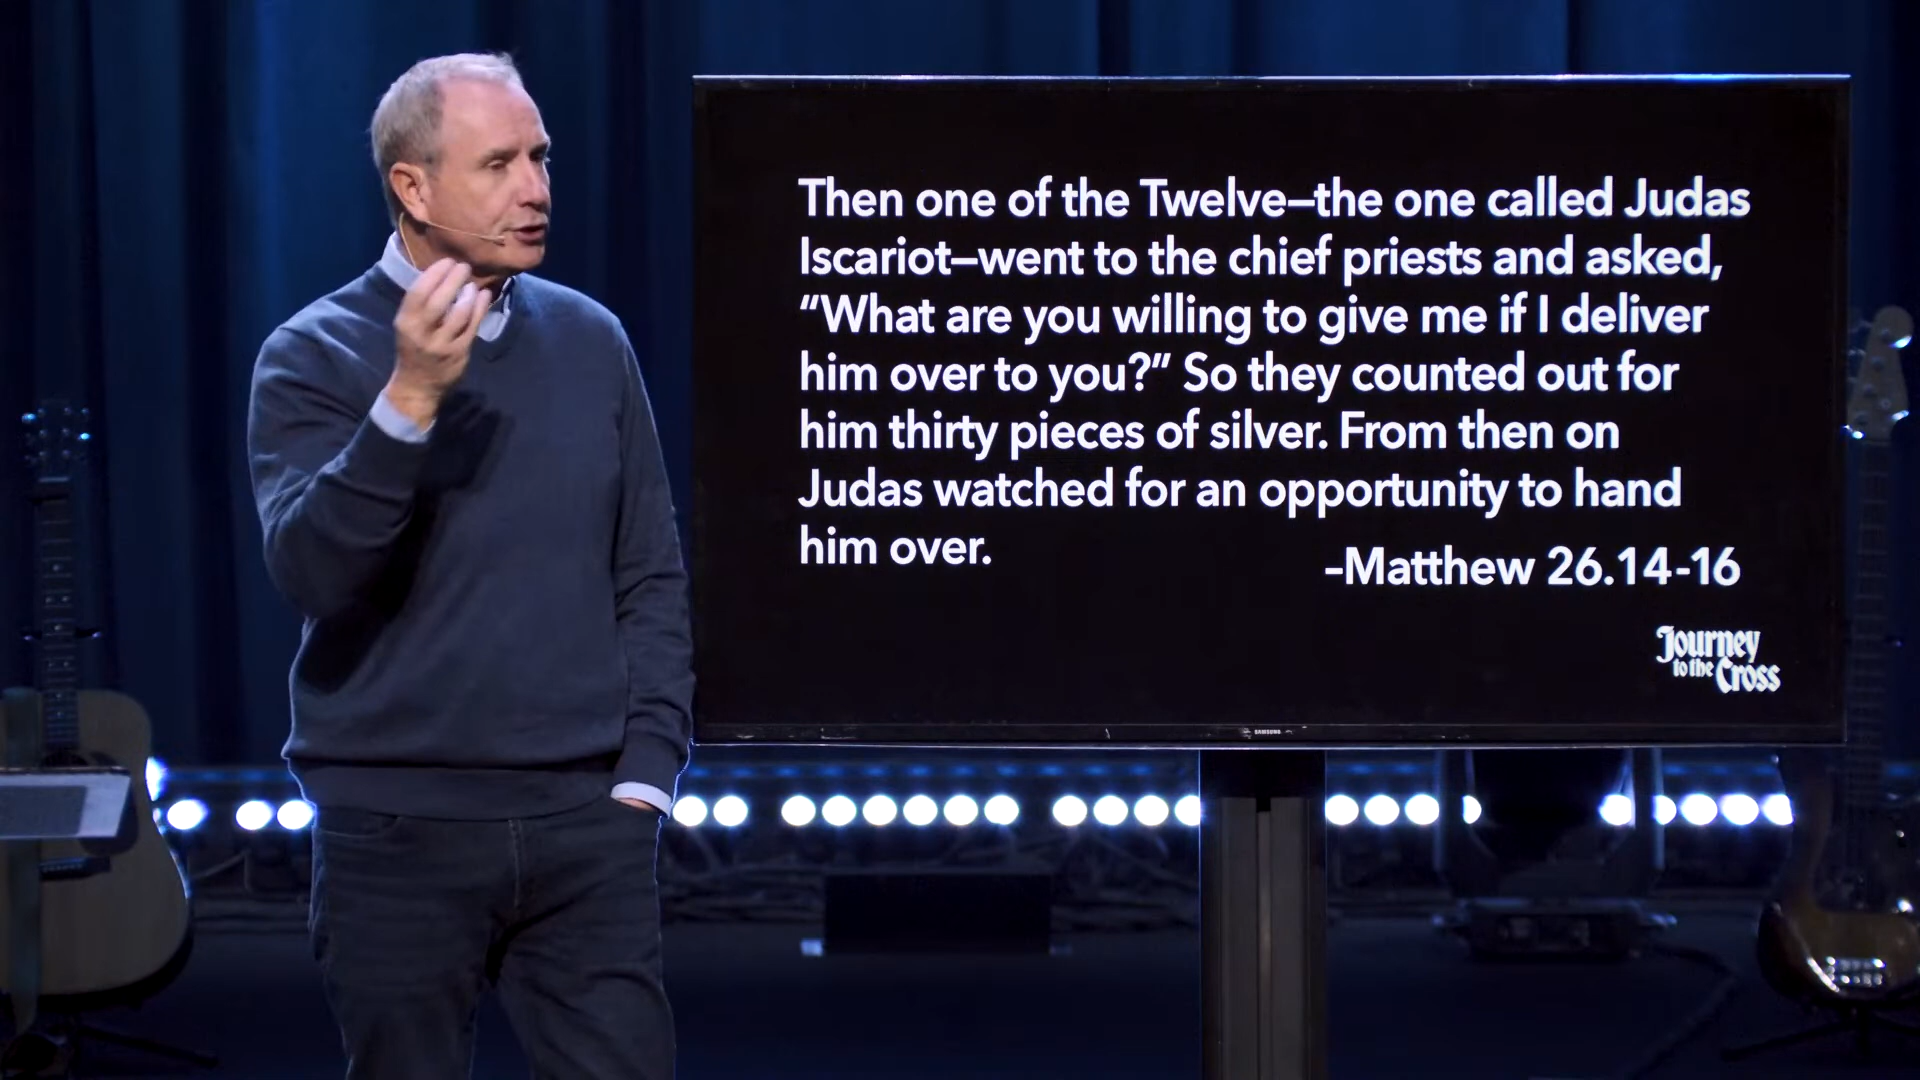 Then one of the Twelve–the one called Judas
Iscariot–went to the chief priests and asked,
“What are you willing to give me if I deliver
him over to you?” So they counted out for
him thirty pieces of silver. From then on
Judas watched for an opportunity to hand
him over.
–Matthew 26.14-16
Journey
to the Cross
SAMSUNG